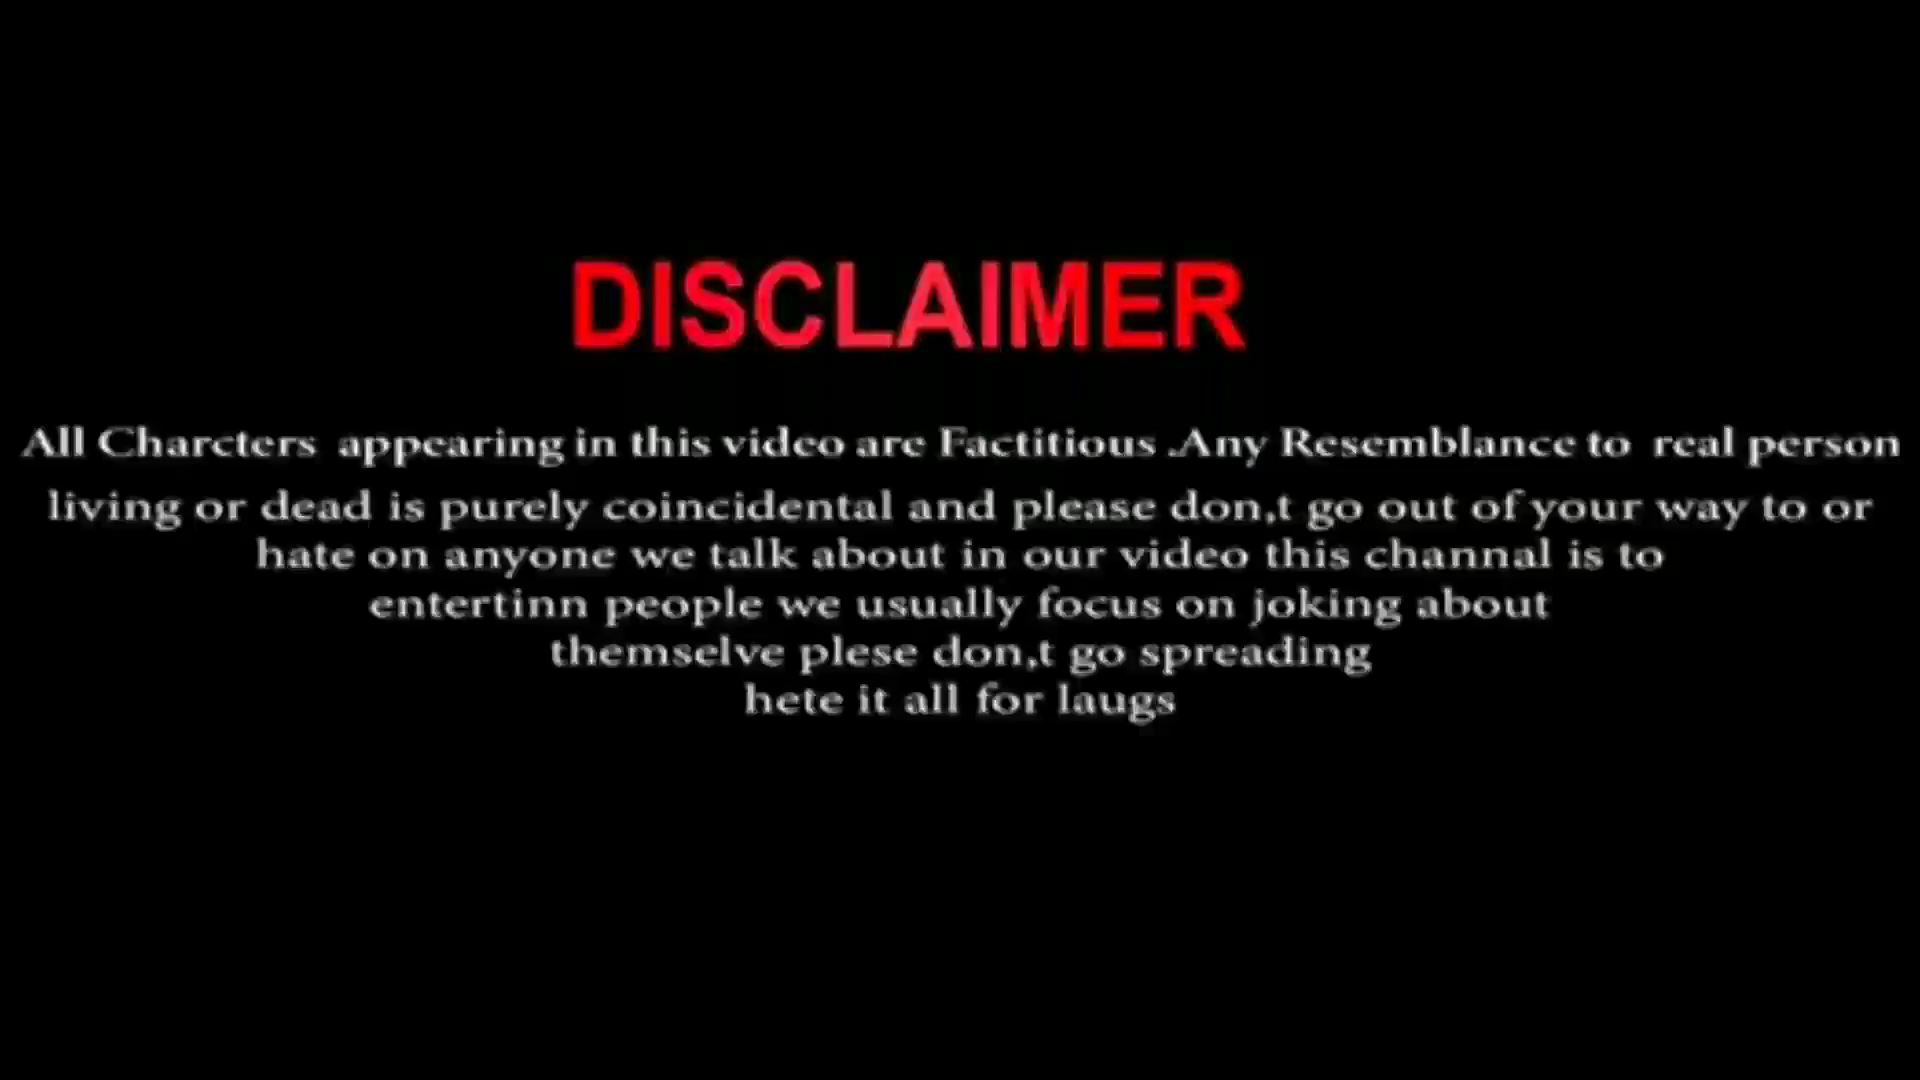 DISCLAIMER
All Charcters appearing in this video are Factitious .Any Resemblance to real person
living or dead is purely coincidental and please don,t go out of your way to or
hate on anyone we talk about in our video this channal is to
entertinn people we usually focus on joking about
themselve plese don,t go spreading
hete it all for laugs